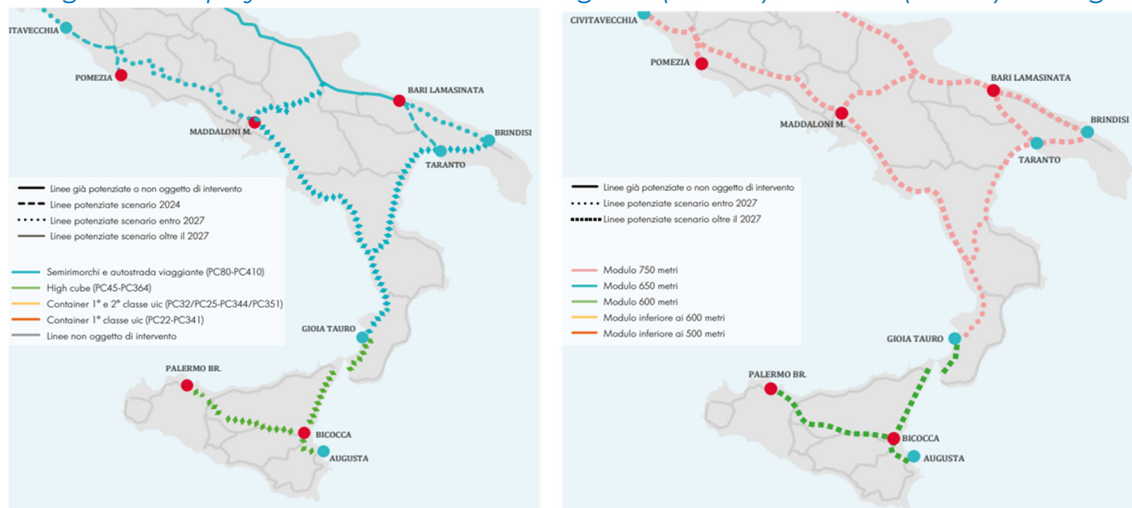 VITAVECCHIA
POMEZIA
MADDALONI M.
BARI LAMASINATA
BRINDISI
TARANTO
Linee già potenziate o non oggetto di intervento
Linee potenziate scenario 2024
Linee potenziate scenario entro 2027
Linee potenziate scenario oltre il 2027
Semirimorchi e autostrada viaggiante (PC80-PC410)
High cube (PC45-PC364)
Container 1ª e 2ª classe uic (PC32/PC25-PC344/PC351)
Container 1ª classe uic (PC22-PC341)
Linee non oggetto di intervento
GIOIA TAURO
PALERMO BR.
BICOCCA
AUGUSTA
CIVITAVECCHIA
POMEZIA
MADDALONI M.
BARI LAMASINATA
BRINDISI
TARANTO
Linee già potenziate o non oggetto di intervento
Linee potenziate scenario entro 2027
Linee potenziate scenario oltre il 2027
Modulo 750 metri
Modulo 650 metri
Modulo 600 metri
Modulo inferiore ai 600 metri
Modulo inferiore ai 500 metri
GIOIA TAURO
PALERMO BR.
BICOCCA
AUGUSTA